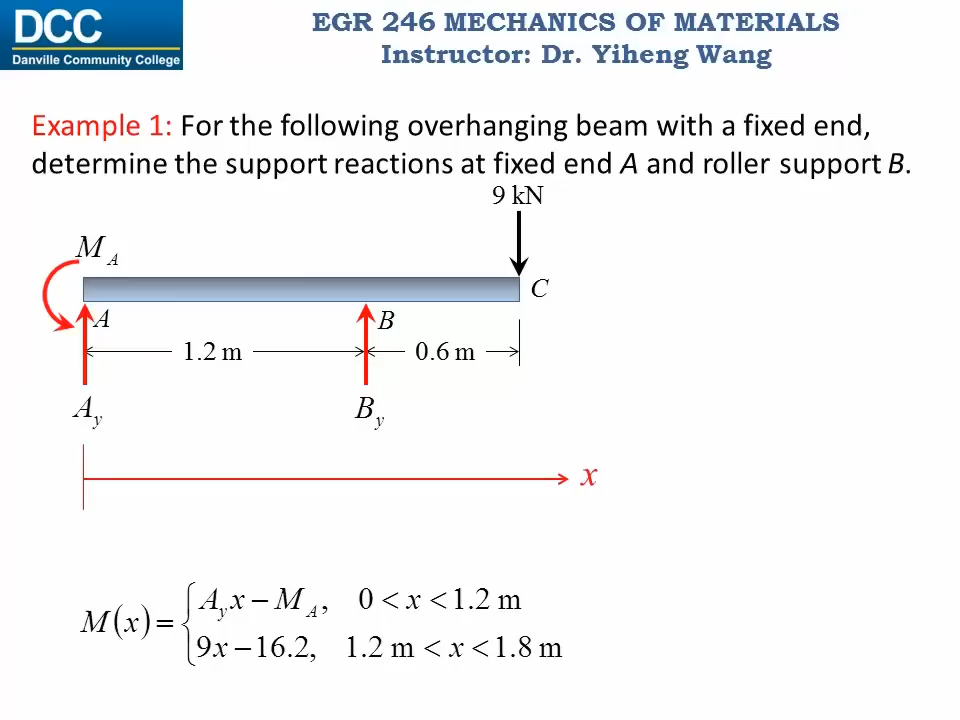 DCC
Danville Community College
EGR 246 MECHANICS OF MATERIALS
Instructor: Dr. Yiheng Wang
Example 1: For the following overhanging beam with a fixed end,
determine the support reactions at fixed end A and roller support B.
9 kN
M_A
C
A
B
1.2 m
0.6 m
A_y
B_y
x
M(x) = { A_y x − M_A, 0 < x < 1.2 m
9x − 16.2, 1.2 m < x < 1.8 m